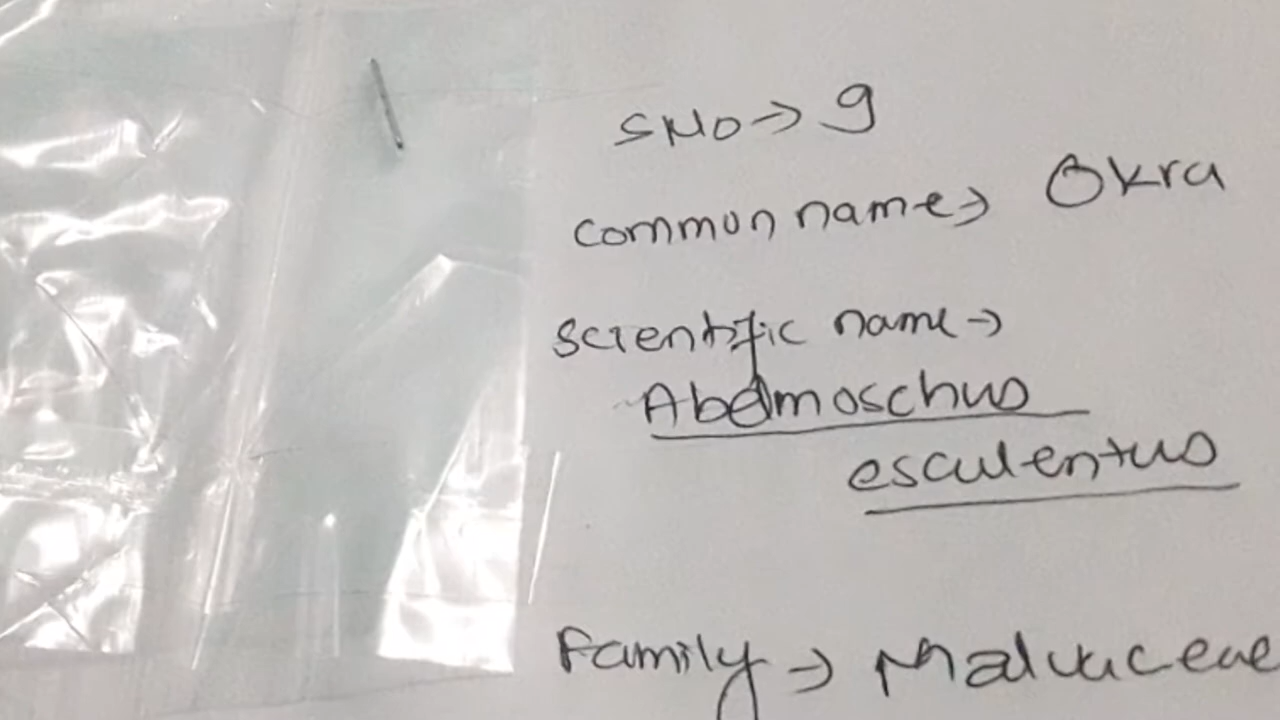 SNo → 9
common name → Okra
Scientific name →
Abelmoschus
esculentus
Family → Malvaceae